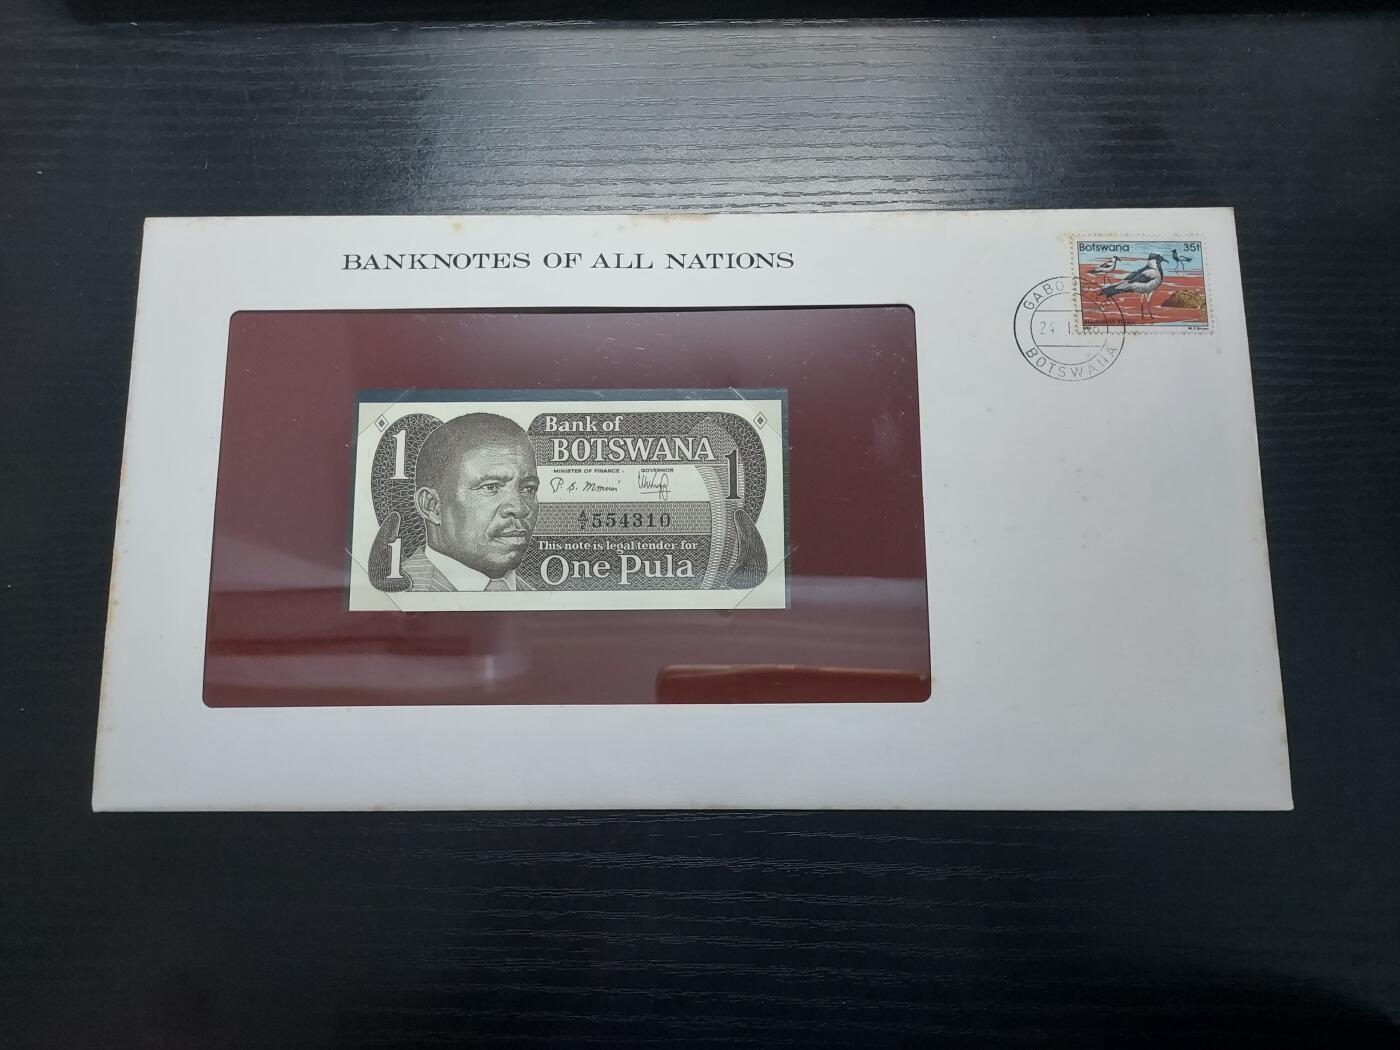 BANKNOTES OF ALL NATIONS
Botswana 35t
BOTSWANA
24 I
1 Bank of
BOTSWANA 1
MINISTER OF FINANCE GOVERNOR
554310
This note is legal tender for
1 One Pula